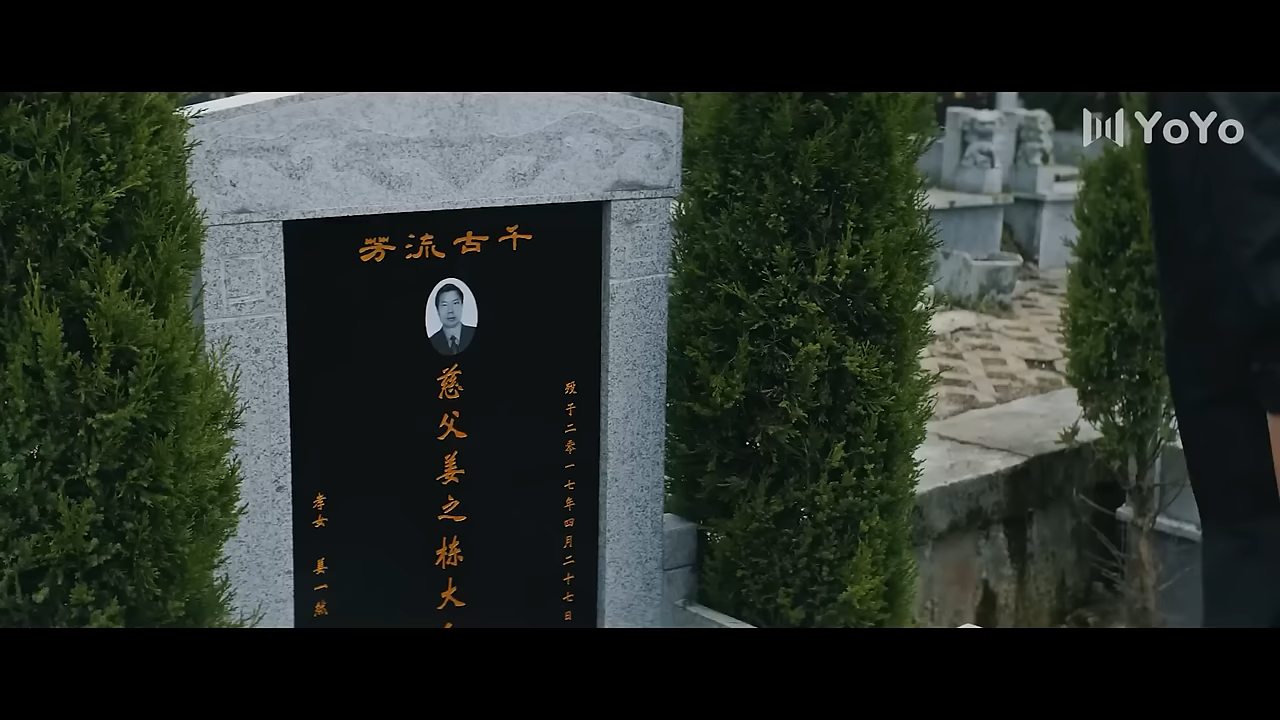 YoYo
芳流古千
慈父姜之栋大
殁于二零一七年四月二十七日
孝女 姜一然